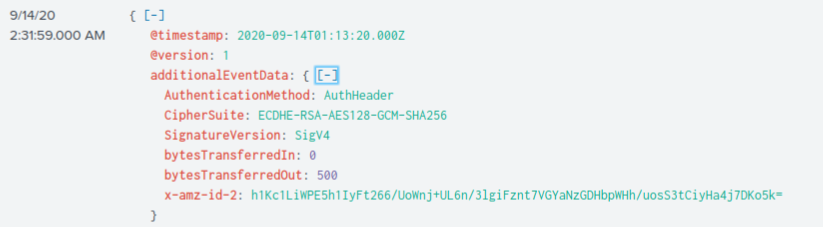 9/14/20 { [-]
2:31:59.000 AM @timestamp: 2020-09-14T01:13:20.000Z
@version: 1
additionalEventData: { [-]
AuthenticationMethod: AuthHeader
CipherSuite: ECDHE-RSA-AES128-GCM-SHA256
SignatureVersion: SigV4
bytesTransferredIn: 0
bytesTransferredOut: 500
x-amz-id-2: h1Kc1LiWPE5h1IyFt266/UoWnj+UL6n/3lgiFznt7VGYaNzGDHbpWHh/uosS3tCiyHa4j7DKo5k=
}